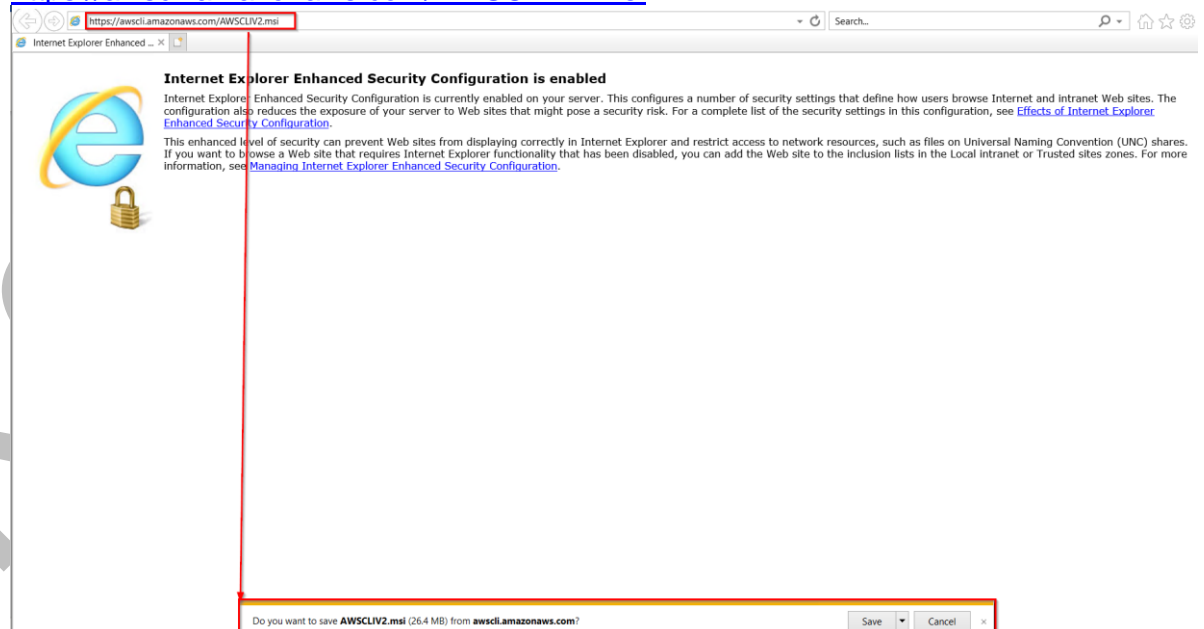 https://awscli.amazonaws.com/AWSCLIV2.msi
Search...
Internet Explorer Enhanced ...
Internet Explorer Enhanced Security Configuration is enabled
Internet Explorer Enhanced Security Configuration is currently enabled on your server. This configures a number of security settings that define how users browse Internet and intranet Web sites. The
configuration also reduces the exposure of your server to Web sites that might pose a security risk. For a complete list of the security settings in this configuration, see Effects of Internet Explorer
Enhanced Security Configuration.
This enhanced level of security can prevent Web sites from displaying correctly in Internet Explorer and restrict access to network resources, such as files on Universal Naming Convention (UNC) shares.
If you want to browse a Web site that requires Internet Explorer functionality that has been disabled, you can add the Web site to the inclusion lists in the Local intranet or Trusted sites zones. For more
information, see Managing Internet Explorer Enhanced Security Configuration.
Do you want to save AWSCLIV2.msi (26.4 MB) from awscli.amazonaws.com?
Save
Cancel